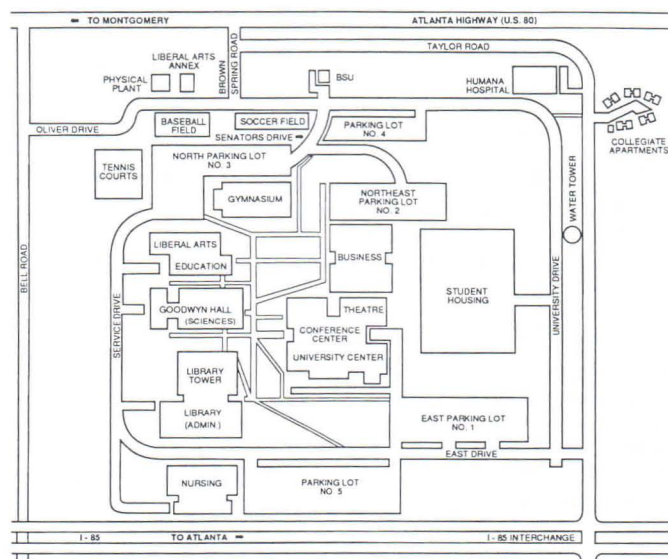 ← TO MONTGOMERY
ATLANTA HIGHWAY (U.S. 80)
TAYLOR ROAD
LIBERAL ARTS
ANNEX
PHYSICAL
PLANT
BROWN
SPRING ROAD
BSU
HUMANA
HOSPITAL
OLIVER DRIVE
BASEBALL
FIELD
SOCCER FIELD
SENATORS DRIVE →
PARKING LOT
NO. 4
COLLEGIATE
APARTMENTS
TENNIS
COURTS
NORTH PARKING LOT
NO. 3
GYMNASIUM
NORTHEAST
PARKING LOT
NO. 2
WATER TOWER
LIBERAL ARTS
EDUCATION
BUSINESS
BELL ROAD
SERVICE DRIVE
GOODWYN HALL
(SCIENCES)
THEATRE
CONFERENCE
CENTER
UNIVERSITY CENTER
STUDENT
HOUSING
UNIVERSITY DRIVE
LIBRARY
TOWER
LIBRARY
(ADMIN.)
EAST PARKING LOT
NO. 1
EAST DRIVE
NURSING
PARKING LOT
NO 5
I - 85
TO ATLANTA →
I - 85 INTERCHANGE